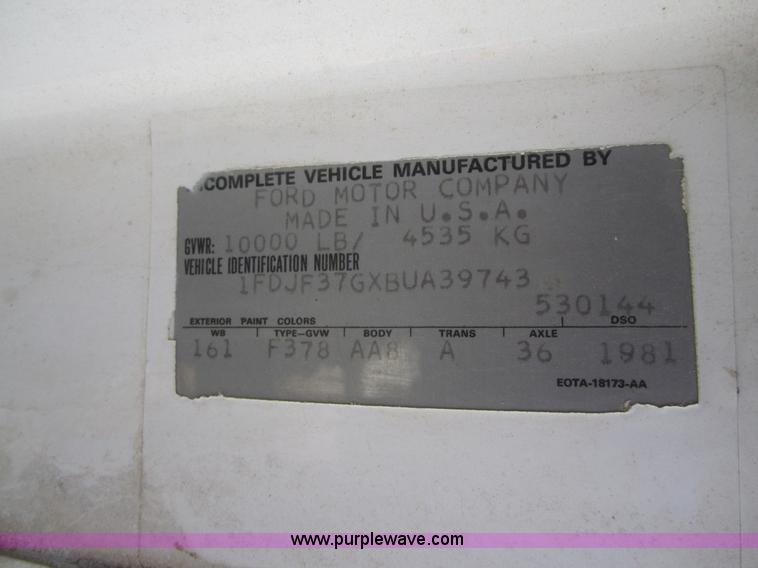 INCOMPLETE VEHICLE MANUFACTURED BY
FORD MOTOR COMPANY
MADE IN U.S.A.
GVWR: 10000 LB/ 4535 KG
VEHICLE IDENTIFICATION NUMBER
1FDJF37GXBUA39743
530144
EXTERIOR PAINT COLORS DSO
WB TYPE-GVW BODY TRANS AXLE
161 F378 AA8 A 36 1981
EOTA-18173-AA
www.purplewave.com